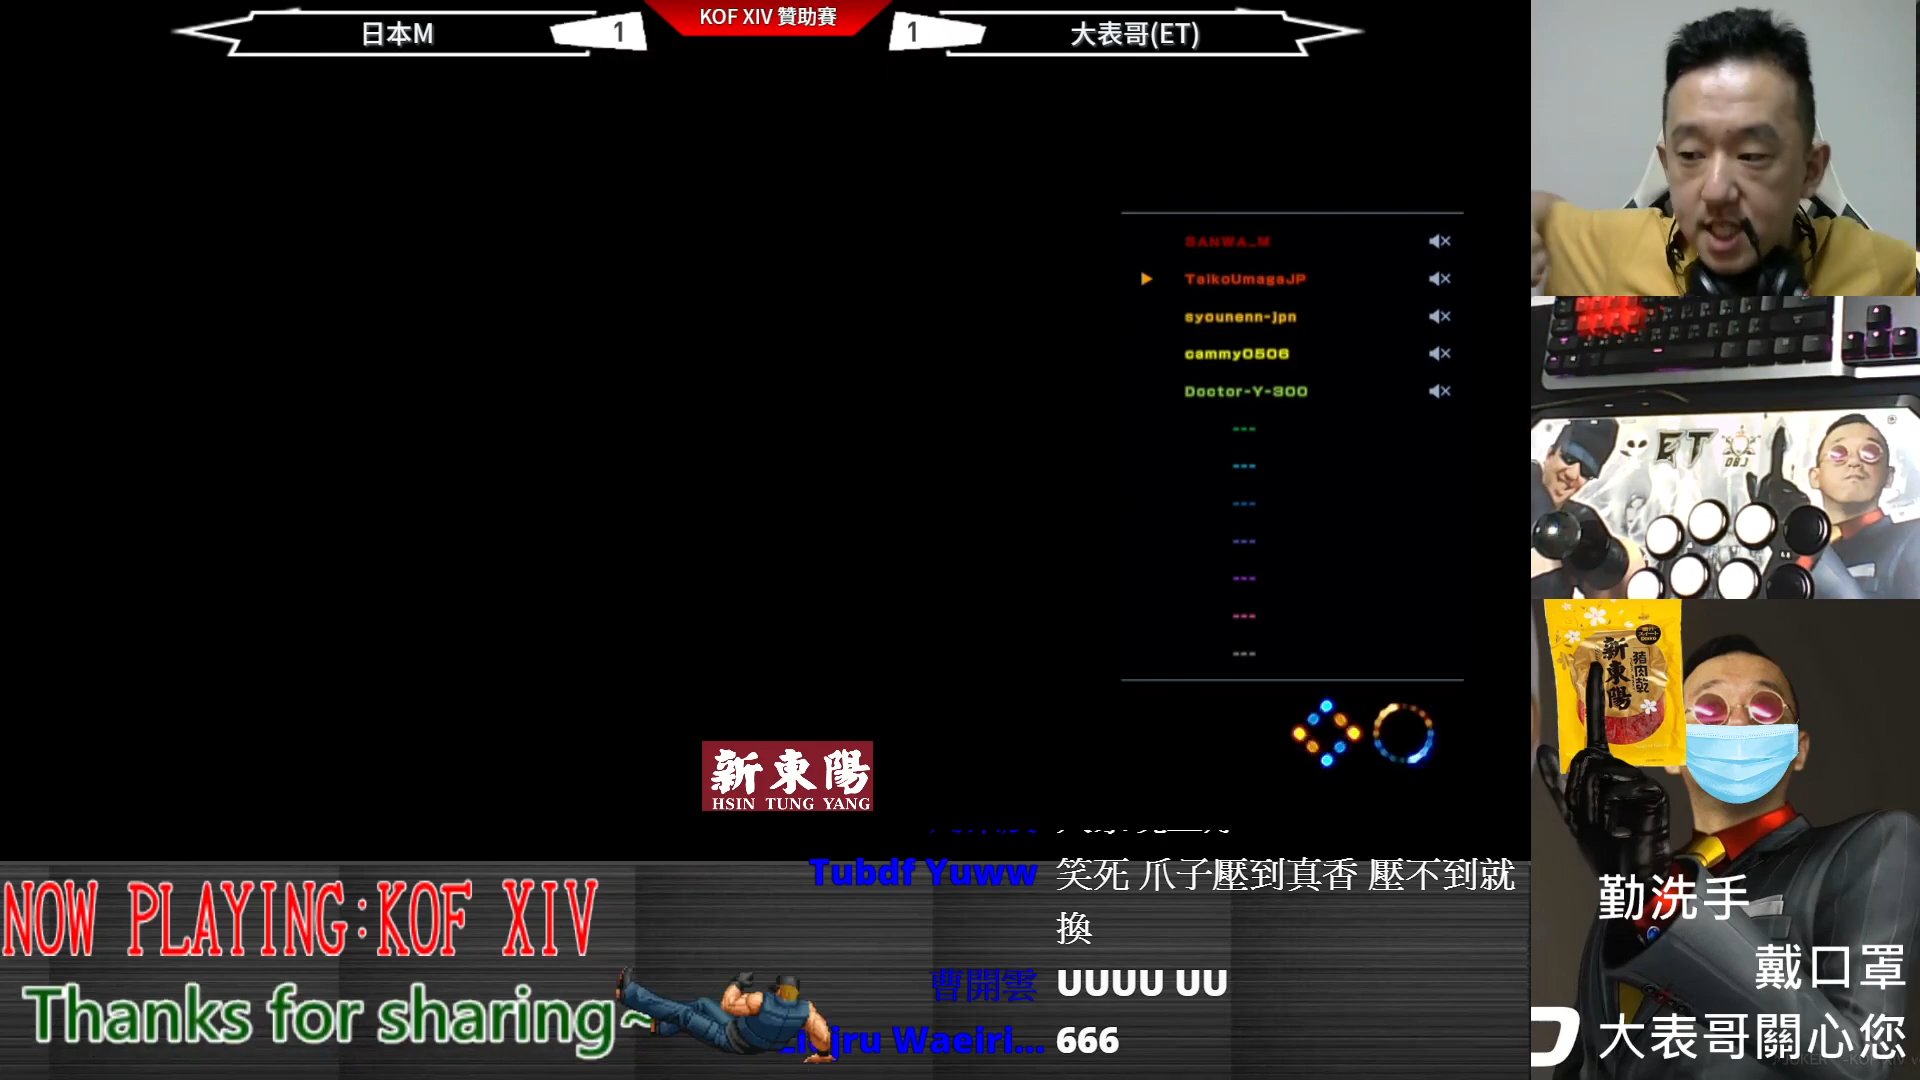 日本M
1
KOF XIV 贊助賽
1
大表哥(ET)
SANWA_M
TaikoUmagaJP
syounenn-jpn
cammy0506
Doctor-Y-300
---
---
---
---
---
---
---
新東陽
HSIN TUNG YANG
Tubdf Yuww 笑死 爪子壓到真香 壓不到就
換
曹開雲 UUUU UU
Waeiri... 666
NOW PLAYING:KOF XIV
Thanks for sharing~
ET
OBJ
新東陽
豬肉乾
勤洗手
戴口罩
大表哥關心您